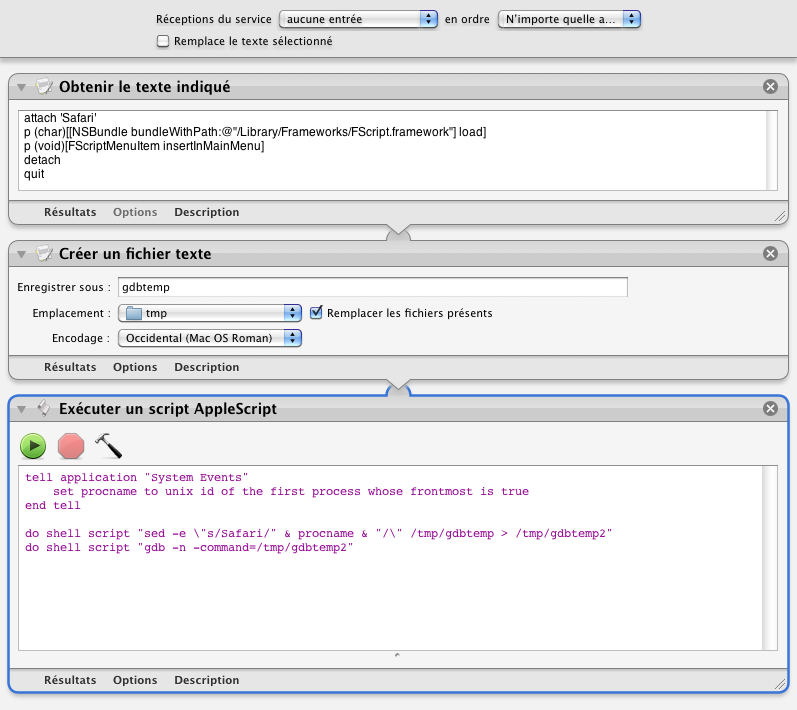 Réceptions du service aucune entrée en ordre N'importe quelle a...
Remplace le texte sélectionné
Obtenir le texte indiqué
attach 'Safari'
p (char)[[NSBundle bundleWithPath:@"/Library/Frameworks/FScript.framework"] load]
p (void)[FScriptMenuItem insertInMainMenu]
detach
quit
Résultats Options Description
Créer un fichier texte
Enregistrer sous : gdbtemp
Emplacement : tmp Remplacer les fichiers présents
Encodage : Occidental (Mac OS Roman)
Résultats Options Description
Exécuter un script AppleScript
tell application "System Events"
set procname to unix id of the first process whose frontmost is true
end tell
do shell script "sed -e \"s/Safari/" & procname & "/\" /tmp/gdbtemp > /tmp/gdbtemp2"
do shell script "gdb -n -command=/tmp/gdbtemp2"
Résultats Options Description